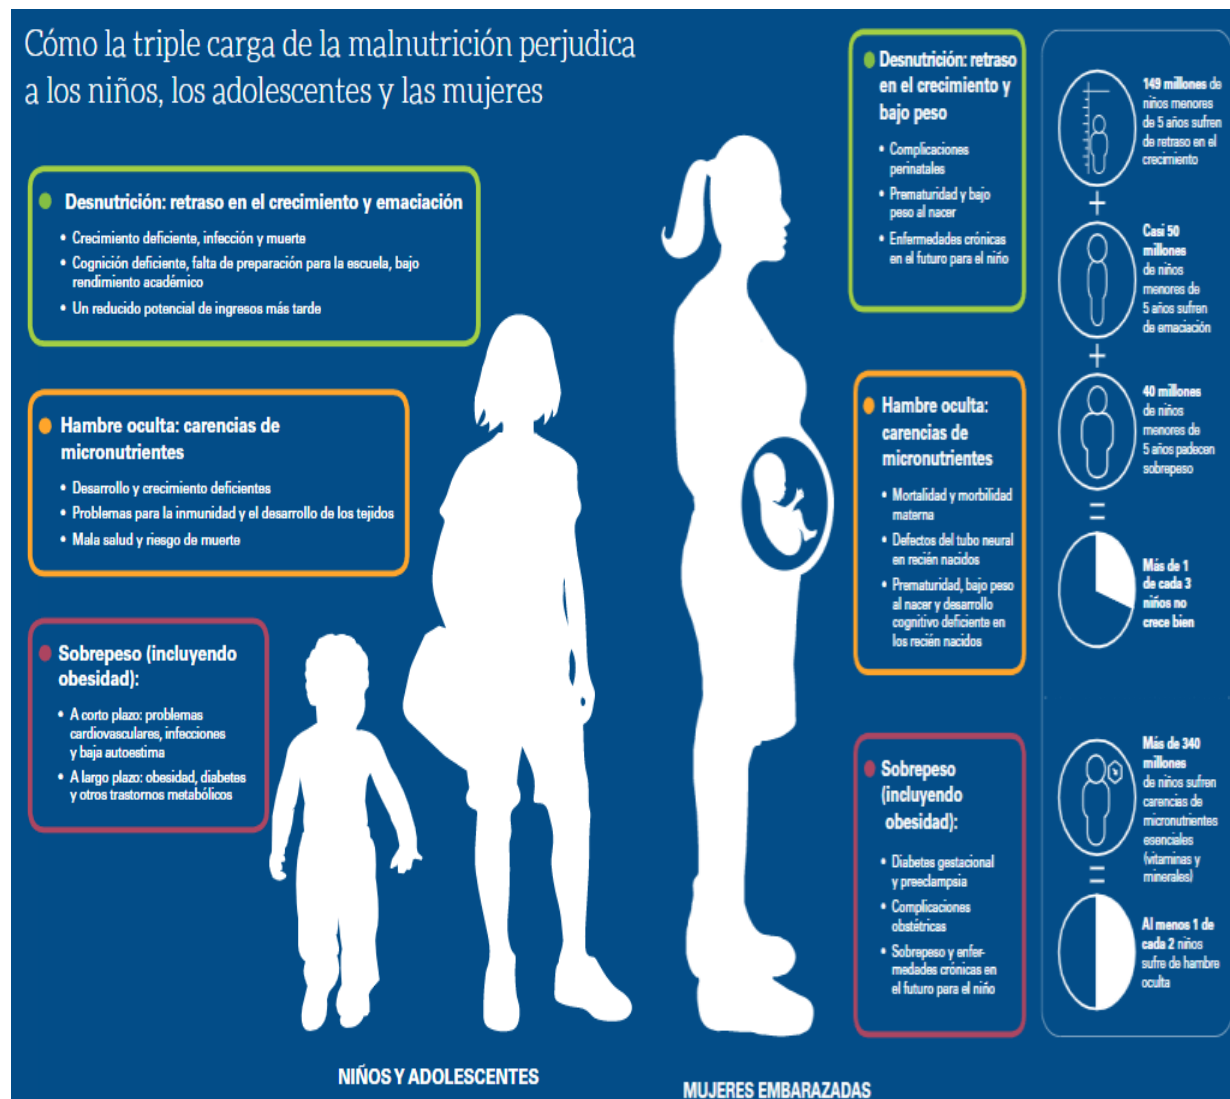 Cómo la triple carga de la malnutrición perjudica
a los niños, los adolescentes y las mujeres
Desnutrición: retraso en el crecimiento y emaciación
• Crecimiento deficiente, infección y muerte
• Cognición deficiente, falta de preparación para la escuela, bajo
rendimiento académico
• Un reducido potencial de ingresos más tarde
Hambre oculta: carencias de
micronutrientes
• Desarrollo y crecimiento deficientes
• Problemas para la inmunidad y el desarrollo de los tejidos
• Mala salud y riesgo de muerte
Sobrepeso (incluyendo
obesidad):
• A corto plazo: problemas
cardiovasculares, infecciones
y baja autoestima
• A largo plazo: obesidad, diabetes
y otros trastornos metabólicos
NIÑOS Y ADOLESCENTES
Desnutrición: retraso
en el crecimiento y
bajo peso
• Complicaciones
perinatales
• Prematuridad y bajo
peso al nacer
• Enfermedades crónicas
en el futuro para el niño
Hambre oculta:
carencias de
micronutrientes
• Mortalidad y morbilidad
materna
• Defectos del tubo neural
en recién nacidos
• Prematuridad, bajo peso
al nacer y desarrollo
cognitivo deficiente en
los recién nacidos
Sobrepeso
(incluyendo
obesidad):
• Diabetes gestacional
y preeclampsia
• Complicaciones
obstétricas
• Sobrepeso y enfer-
medades crónicas en
el futuro para el niño
MUJERES EMBARAZADAS
149 millones de
niños menores
de 5 años sufren
de retraso en el
crecimiento
+
Casi 50
millones
de niños
menores de
5 años sufren
de emaciación
+
40 millones
de niños
menores de
5 años padecen
sobrepeso
=
Más de 1
de cada 3
niños no
crece bien
Más de 340
millones
de niños sufren
carencias de
micronutrientes
esenciales
(vitaminas y
minerales)
=
Al menos 1 de
cada 2 niños
sufre de hambre
oculta